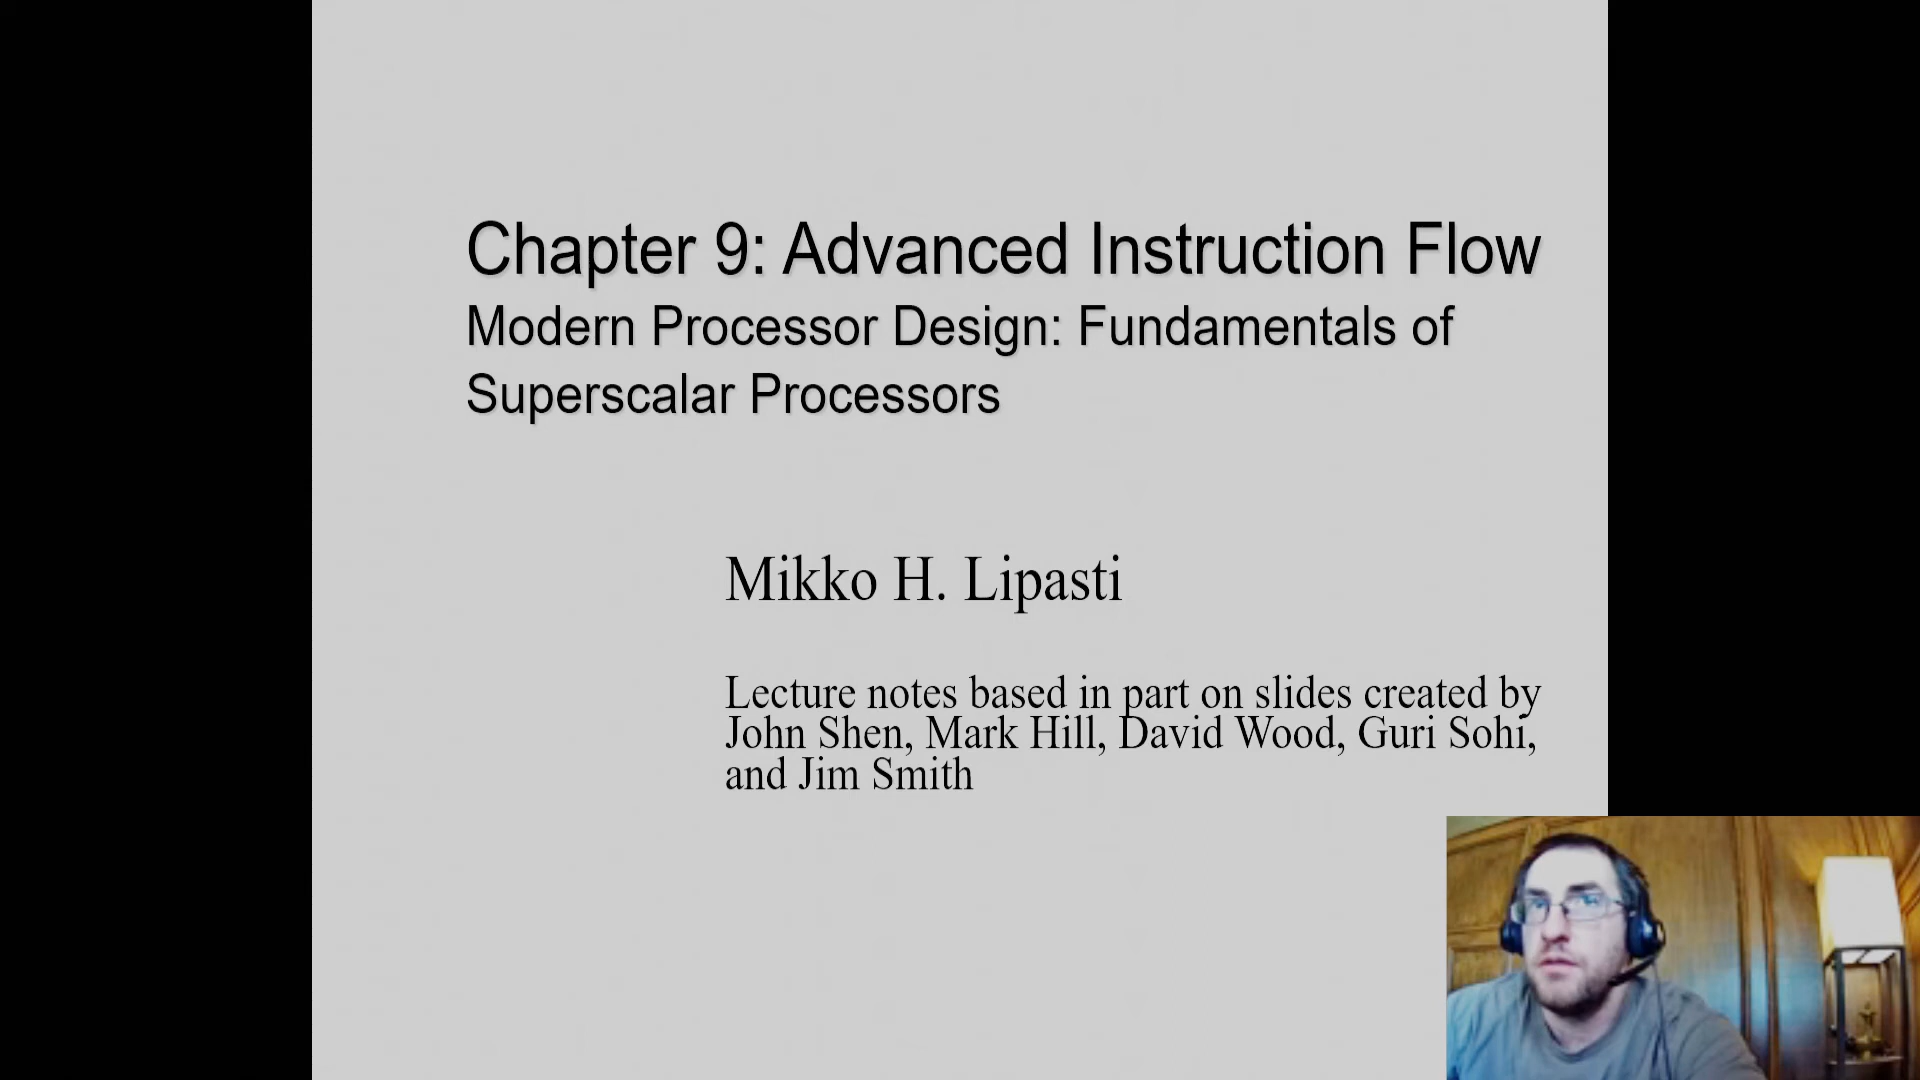 Chapter 9: Advanced Instruction Flow
Modern Processor Design: Fundamentals of
Superscalar Processors
Mikko H. Lipasti
Lecture notes based in part on slides created by
John Shen, Mark Hill, David Wood, Guri Sohi,
and Jim Smith